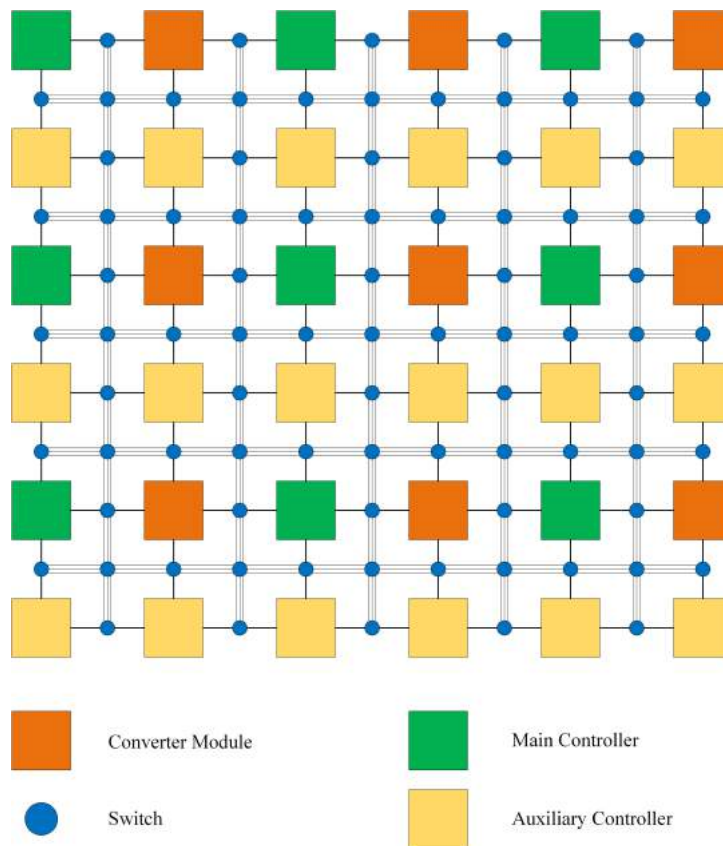 Converter Module
Main Controller
Switch
Auxiliary Controller